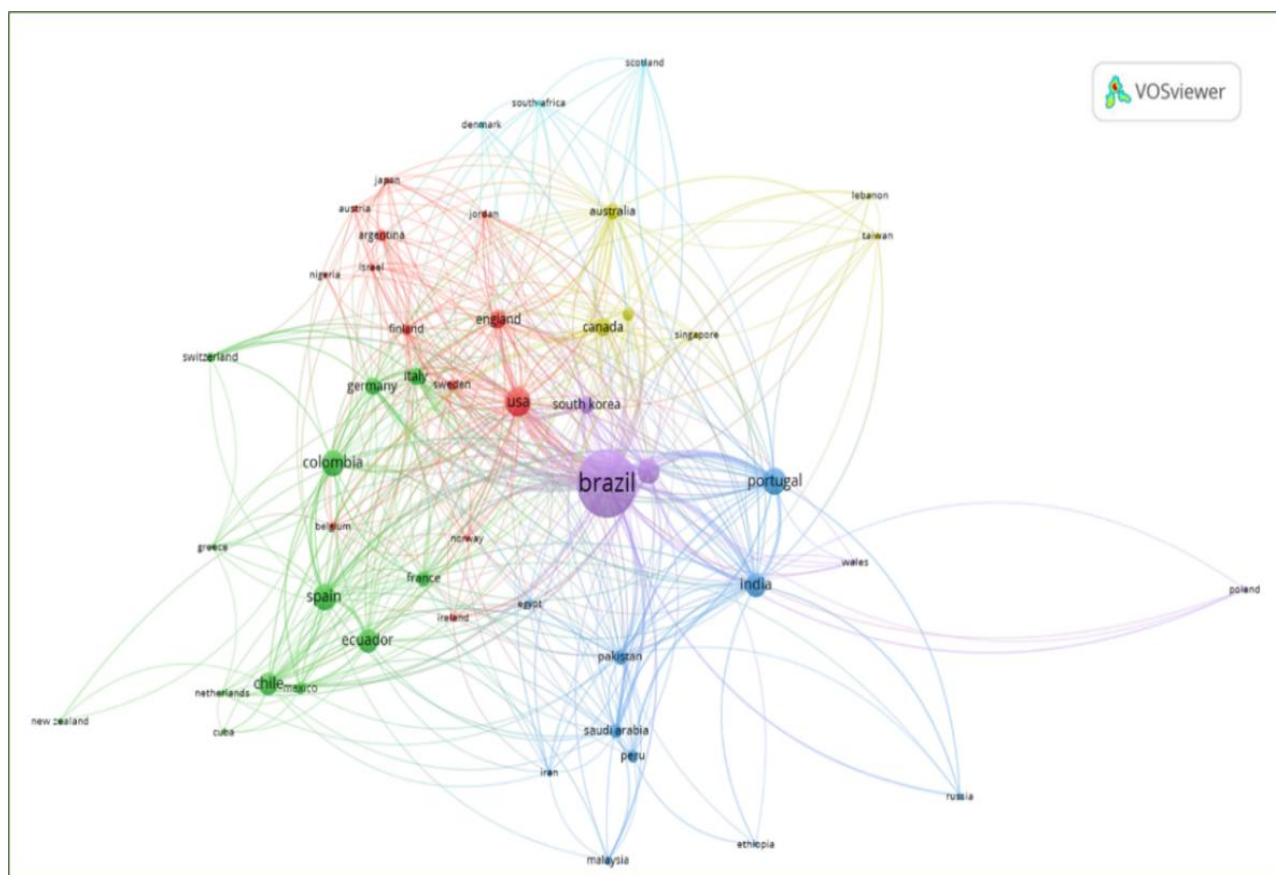 scotland
VOSviewer
south africa
denmark
japan
lebanon
austria
jordan
australia
argentina
taiwan
israel
nigeria
england
canada
finland
singapore
switzerland
germany
italy
sweden
usa
south korea
colombia
brazil
portugal
belgium
norway
greece
wales
france
india
poland
spain
egypt
ireland
ecuador
pakistan
chile
mexico
netherlands
new zealand
cuba
saudi arabia
peru
iran
russia
ethiopia
malaysia